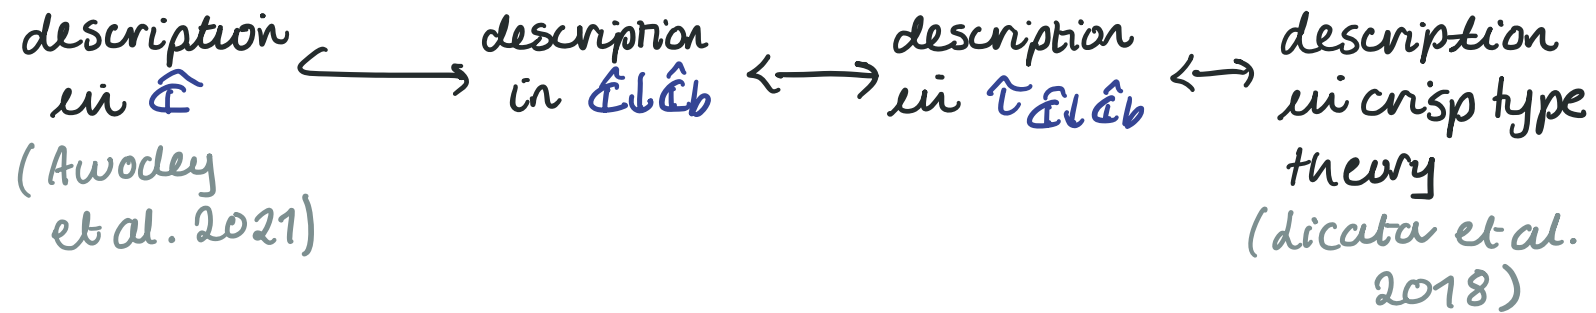 description
in Ĉ
(Awodey
et al. 2021)
description
in Ĉ↓Ĉb
description
in τ̂ Ĉ↓Ĉb
description
in crisp type
theory
(Licata et al.
2018)